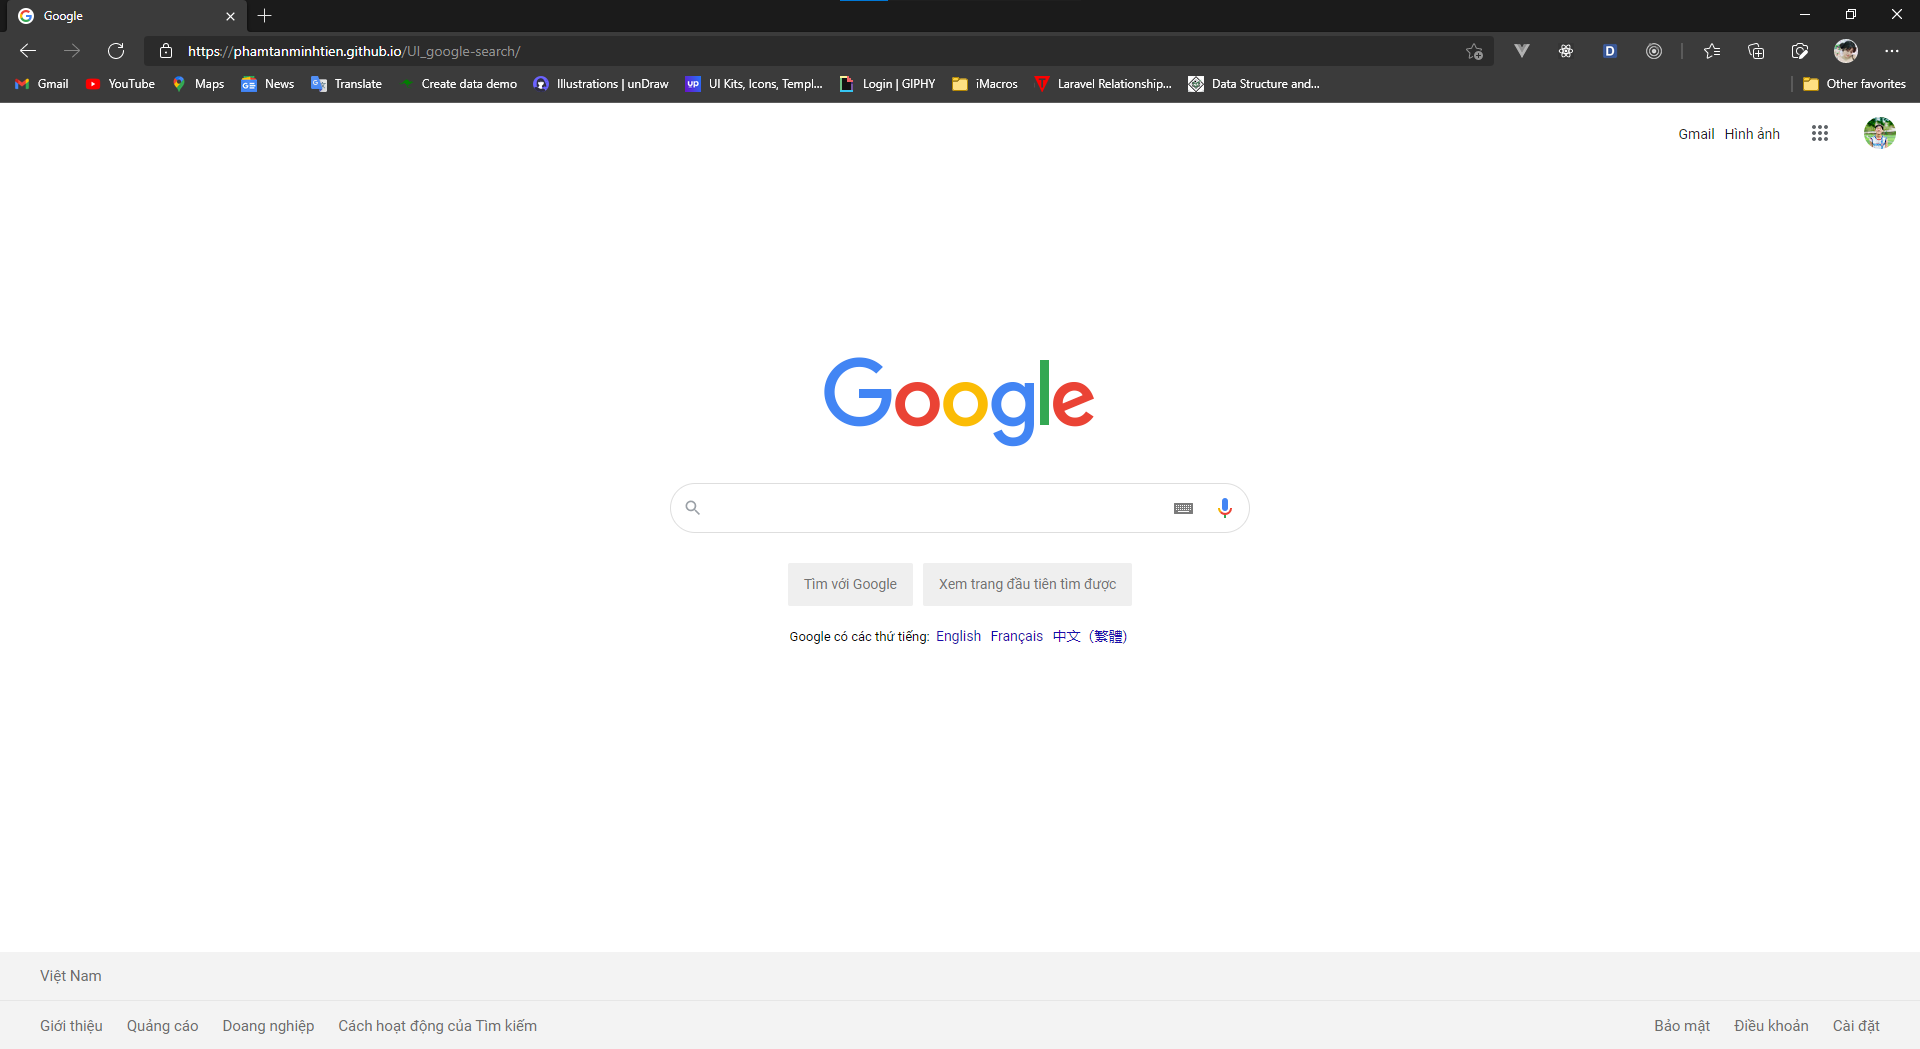 Google
https://phamtanminhtien.github.io/UI_google-search/
Gmail YouTube Maps News Translate Create data demo Illustrations | unDraw UI Kits, Icons, Templ... Login | GIPHY iMacros Laravel Relationship... Data Structure and... Other favorites
Gmail Hình ảnh
Google
Tìm với Google Xem trang đầu tiên tìm được
Google có các thứ tiếng: English Français 中文（繁體)
Việt Nam
Giới thiệu Quảng cáo Doang nghiệp Cách hoạt động của Tìm kiếm Bảo mật Điều khoản Cài đặt